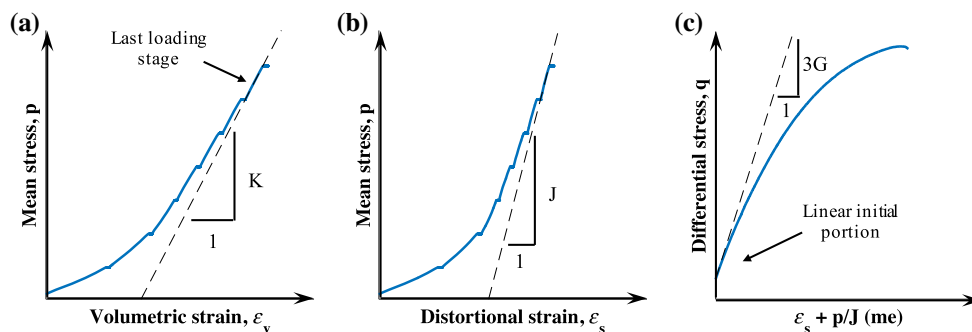 (a)
Mean stress, p
Last loading
stage
K
1
Volumetric strain, εv
(b)
Mean stress, p
J
1
Distortional strain, εs
(c)
Differential stress, q
3G
1
Linear initial
portion
εs + p/J (me)